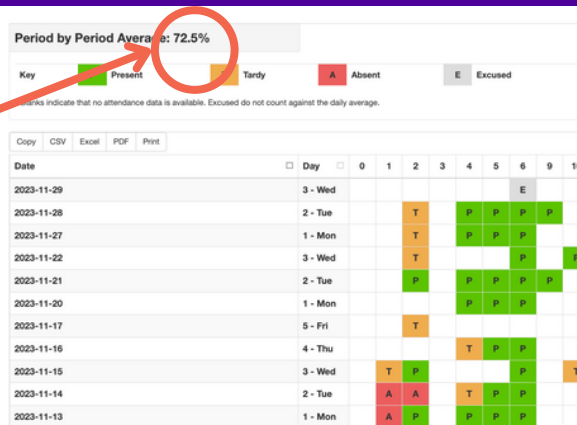 Period by Period Average: 72.5%
Key Present Tardy A Absent E Excused
indicate that no attendance data is available. Excused do not count against the daily average.
Copy CSV Excel PDF Print
Date Day 0 1 2 3 4 5 6 9
2023-11-29 3 - Wed E
2023-11-28 2 - Tue T P P P P
2023-11-27 1 - Mon T P P P
2023-11-22 3 - Wed T P
2023-11-21 2 - Tue P P P P P
2023-11-20 1 - Mon P P P
2023-11-17 5 - Fri T
2023-11-16 4 - Thu T P P
2023-11-15 3 - Wed T P P T
2023-11-14 2 - Tue A A T P P
2023-11-13 1 - Mon A P P P P